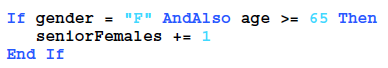 If gender = "F" AndAlso age >= 65 Then
   seniorFemales += 1
End If